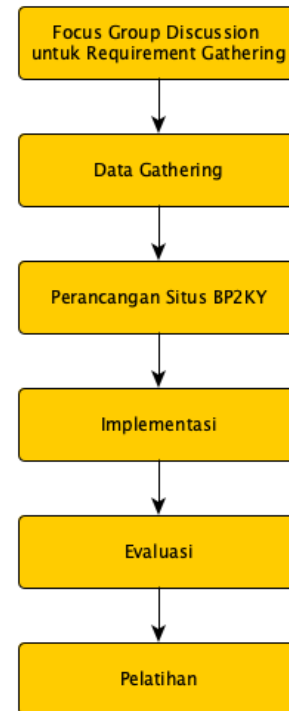 Focus Group Discussion
untuk Requirement Gathering
Data Gathering
Perancangan Situs BP2KY
Implementasi
Evaluasi
Pelatihan